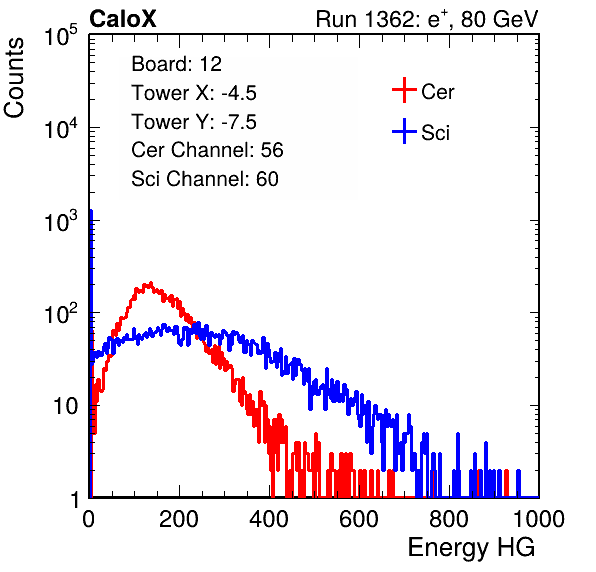 CaloX Run 1362: e⁺, 80 GeV
Counts
Board: 12
Tower X: -4.5
Tower Y: -7.5
Cer Channel: 56
Sci Channel: 60
Cer
Sci
10⁵
10⁴
10³
10²
10
1
0 200 400 600 800 1000
Energy HG